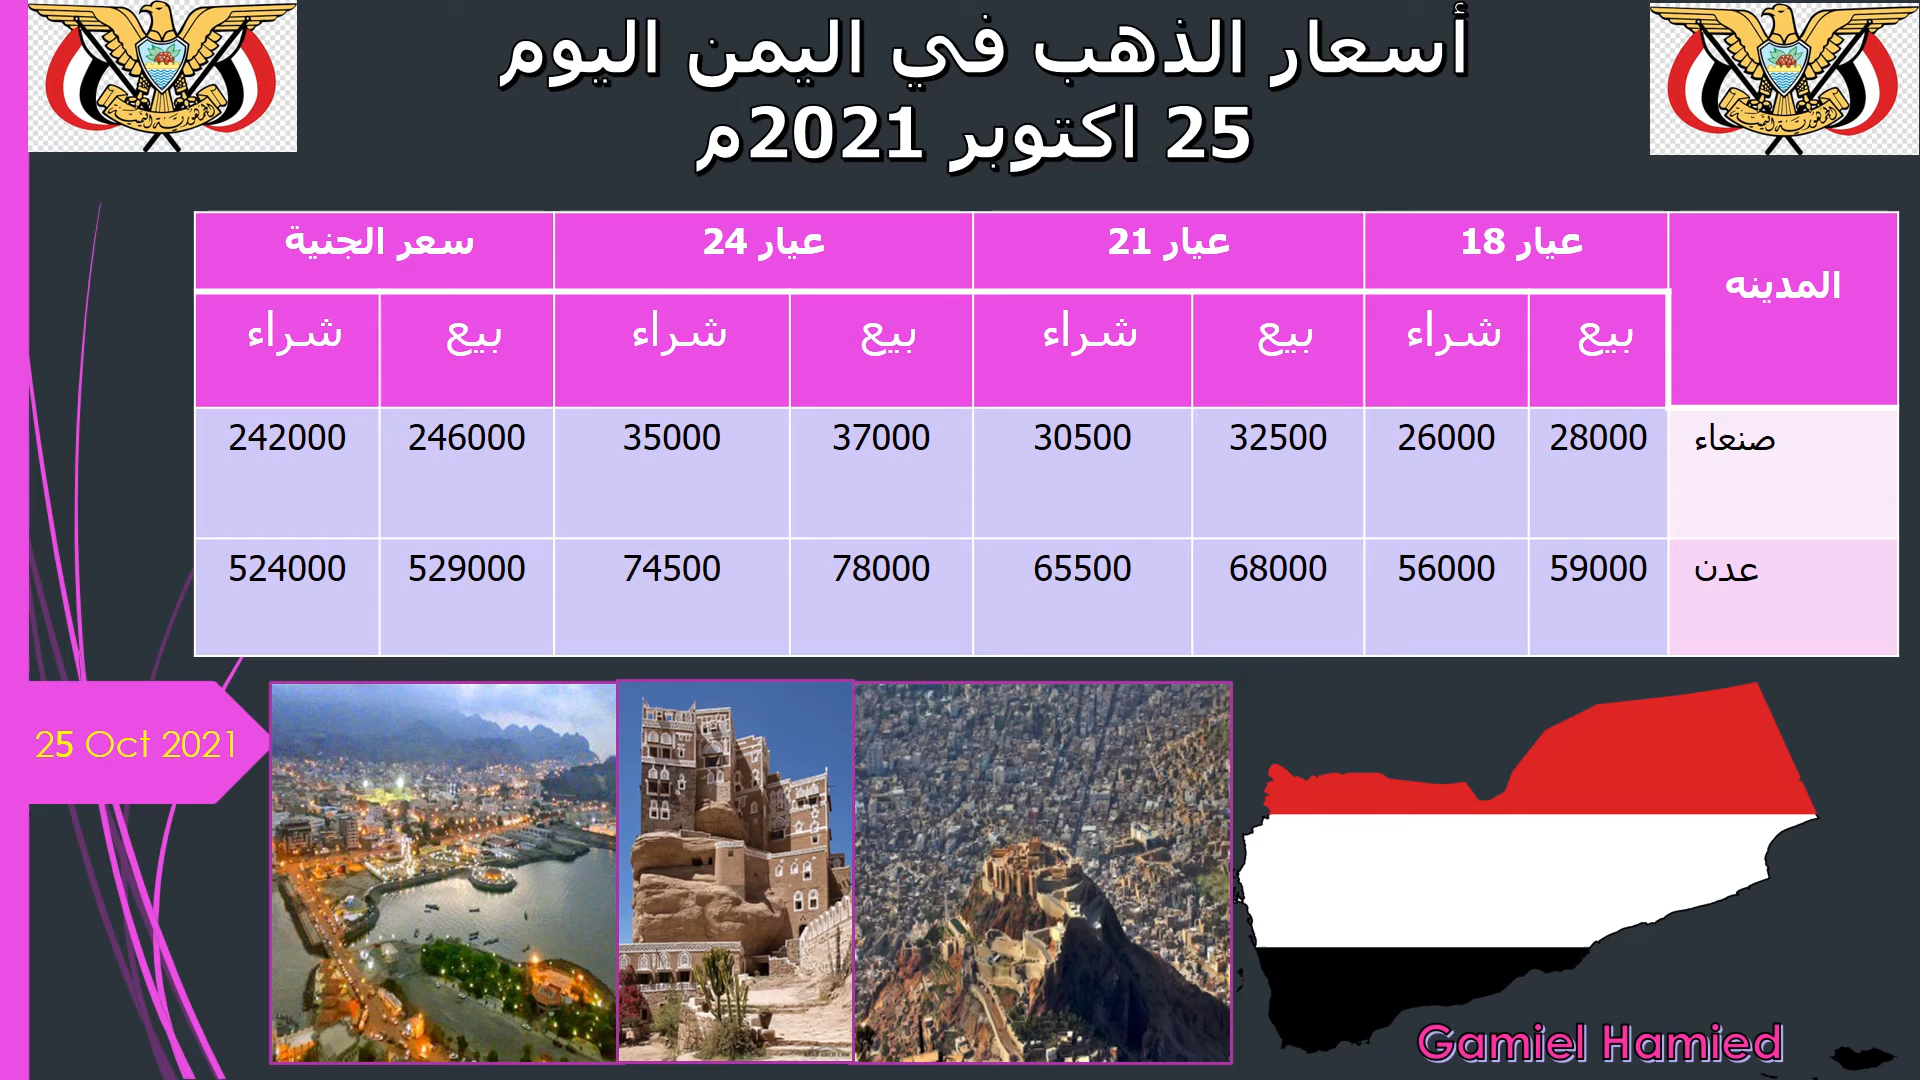 أسعار الذهب في اليمن اليوم
25 اكتوبر 2021م
المدينه عيار 18 عيار 21 عيار 24 سعر الجنية
بيع شراء بيع شراء بيع شراء بيع شراء
صنعاء 28000 26000 32500 30500 37000 35000 246000 242000
عدن 59000 56000 68000 65500 78000 74500 529000 524000
25 Oct 2021
Gamiel Hamied